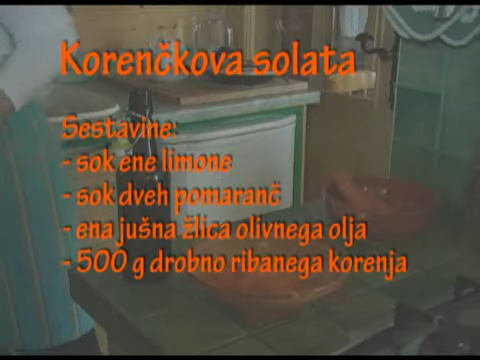 Korenčkova solata
Sestavine:
- sok ene limone
- sok dveh pomaranč
- ena jušna žlica olivnega olja
- 500 g drobno ribanega korenja